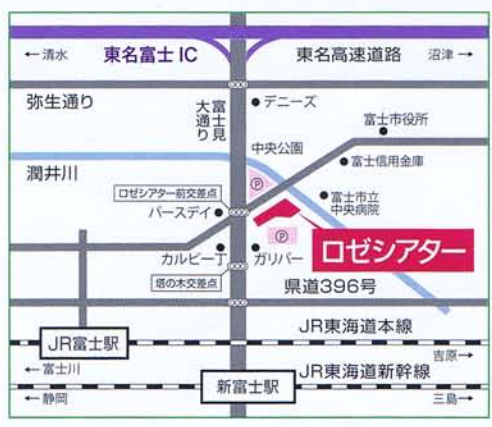 ←清水
東名富士IC
東名高速道路
沼津→
弥生通り
富士見
大通り
デニーズ
富士市役所
中央公園
富士信用金庫
潤井川
ロゼシアター前交差点
P
富士市立
中央病院
バースデイ
P
ロゼシアター
カルビー丁
ガリバー
塔の木交差点
県道396号
JR東海道本線
JR富士駅
吉原→
←富士川
JR東海道新幹線
新富士駅
←静岡
三島→